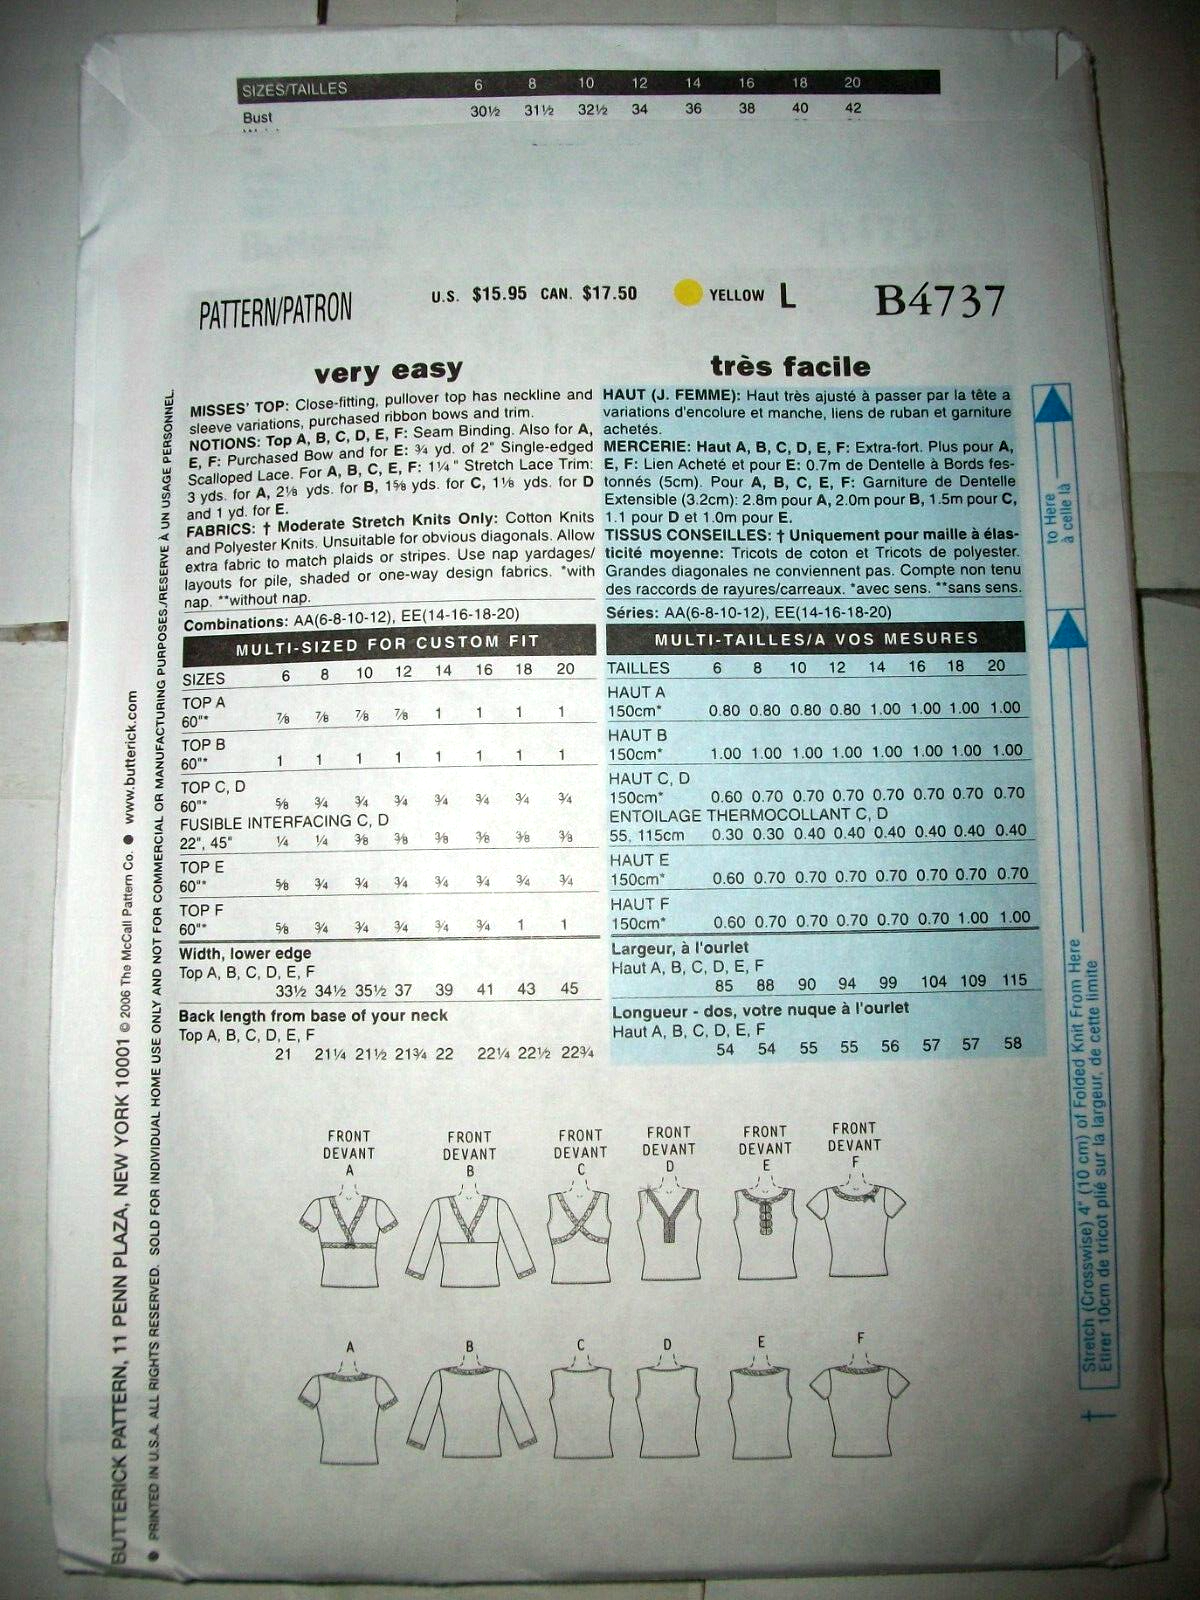 SIZES/TAILLES 6 8 10 12 14 16 18 20
Bust 30½ 31½ 32½ 34 36 38 40 42
PATTERN/PATRON U.S. $15.95 CAN. $17.50 YELLOW L B4737
very easy
MISSES' TOP: Close-fitting, pullover top has neckline and
sleeve variations, purchased ribbon bows and trim.
NOTIONS: Top A, B, C, D, E, F: Seam Binding. Also for A,
E, F: Purchased Bow and for E: ¾ yd. of 2" Single-edged
Scalloped Lace. For A, B, C, E, F: 1¼" Stretch Lace Trim:
3 yds. for A, 2⅛ yds. for B, 1⅝ yds. for C, 1⅛ yds. for D
and 1 yd. for E.
FABRICS: † Moderate Stretch Knits Only: Cotton Knits
and Polyester Knits. Unsuitable for obvious diagonals. Allow
extra fabric to match plaids or stripes. Use nap yardages/
layouts for pile, shaded or one-way design fabrics. *with
nap. **without nap.
Combinations: AA(6-8-10-12), EE(14-16-18-20)
MULTI-SIZED FOR CUSTOM FIT
SIZES 6 8 10 12 14 16 18 20
TOP A
60"* ⅞ ⅞ ⅞ ⅞ 1 1 1 1
TOP B
60"* 1 1 1 1 1 1 1 1
TOP C, D
60"* ⅝ ¾ ¾ ¾ ¾ ¾ ¾ ¾
FUSIBLE INTERFACING C, D
22", 45" ¼ ¼ ⅜ ⅜ ⅜ ⅜ ⅜ ⅜
TOP E
60"* ⅝ ¾ ¾ ¾ ¾ ¾ ¾ ¾
TOP F
60"* ⅝ ¾ ¾ ¾ ¾ ¾ 1 1
Width, lower edge
Top A, B, C, D, E, F
33½ 34½ 35½ 37 39 41 43 45
Back length from base of your neck
Top A, B, C, D, E, F
21 21¼ 21½ 21¾ 22 22¼ 22½ 22¾
très facile
HAUT (J. FEMME): Haut très ajusté à passer par la tête a
variations d'encolure et manche, liens de ruban et garniture
achetés.
MERCERIE: Haut A, B, C, D, E, F: Extra-fort. Plus pour A,
E, F: Lien Acheté et pour E: 0.7m de Dentelle à Bords fes-
tonnés (5cm). Pour A, B, C, E, F: Garniture de Dentelle
Extensible (3.2cm): 2.8m pour A, 2.0m pour B, 1.5m pour C,
1.1 pour D et 1.0m pour E.
TISSUS CONSEILLES: † Uniquement pour maille à élas-
ticité moyenne: Tricots de coton et Tricots de polyester.
Grandes diagonales ne conviennent pas. Compte non tenu
des raccords de rayures/carreaux. *avec sens. **sans sens.
Séries: AA(6-8-10-12), EE(14-16-18-20)
MULTI-TAILLES/A VOS MESURES
TAILLES 6 8 10 12 14 16 18 20
HAUT A
150cm* 0.80 0.80 0.80 0.80 1.00 1.00 1.00 1.00
HAUT B
150cm* 1.00 1.00 1.00 1.00 1.00 1.00 1.00 1.00
HAUT C, D
150cm* 0.60 0.70 0.70 0.70 0.70 0.70 0.70 0.70
ENTOILAGE THERMOCOLLANT C, D
55, 115cm 0.30 0.30 0.40 0.40 0.40 0.40 0.40 0.40
HAUT E
150cm* 0.60 0.70 0.70 0.70 0.70 0.70 0.70 0.70
HAUT F
150cm* 0.60 0.70 0.70 0.70 0.70 0.70 1.00 1.00
Largeur, à l'ourlet
Haut A, B, C, D, E, F
85 88 90 94 99 104 109 115
Longueur - dos, votre nuque à l'ourlet
Haut A, B, C, D, E, F
54 54 55 55 56 57 57 58
FRONT FRONT FRONT FRONT FRONT FRONT
DEVANT DEVANT DEVANT DEVANT DEVANT DEVANT
A B C D E F
A B C D E F
BUTTERICK PATTERN, 11 PENN PLAZA, NEW YORK 10001 © 2006 The McCall Pattern Co. ● www.butterick.com
● PRINTED IN U.S.A. ALL RIGHTS RESERVED. SOLD FOR INDIVIDUAL HOME USE ONLY AND NOT FOR COMMERCIAL OR MANUFACTURING PURPOSES./RESERVE À UN USAGE PERSONNEL.
† Stretch (Crosswise) 4" (10 cm) of Folded Knit From Here
Etirer 10cm de tricot plié sur la largeur, de cette limite
to Here
à celle là